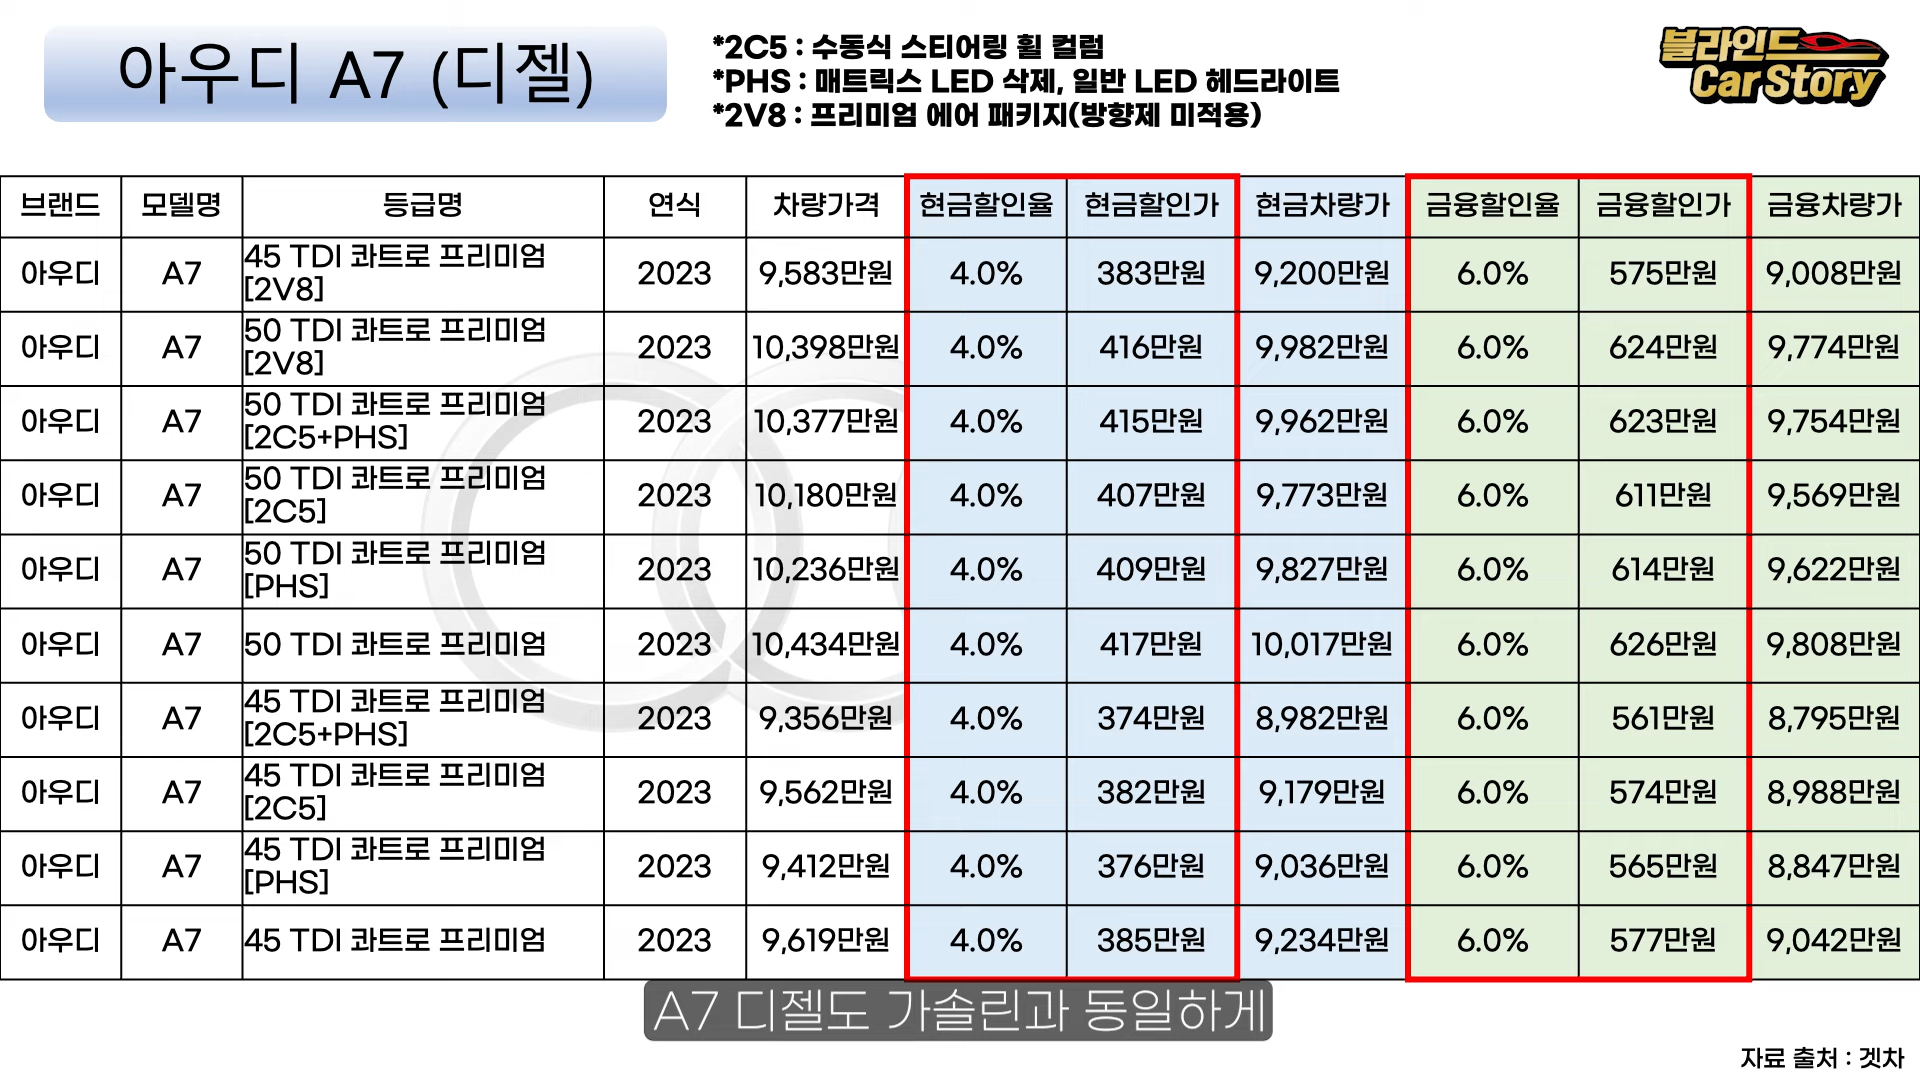 아우디 A7 (디젤)
*2C5 : 수동식 스티어링 휠 컬럼
*PHS : 매트릭스 LED 삭제, 일반 LED 헤드라이트
*2V8 : 프리미엄 에어 패키지(방향제 미적용)
블라인드
Car Story
브랜드 모델명 등급명 연식 차량가격 현금할인율 현금할인가 현금차량가 금융할인율 금융할인가 금융차량가
아우디 A7 45 TDI 콰트로 프리미엄 [2V8] 2023 9,583만원 4.0% 383만원 9,200만원 6.0% 575만원 9,008만원
아우디 A7 50 TDI 콰트로 프리미엄 [2V8] 2023 10,398만원 4.0% 416만원 9,982만원 6.0% 624만원 9,774만원
아우디 A7 50 TDI 콰트로 프리미엄 [2C5+PHS] 2023 10,377만원 4.0% 415만원 9,962만원 6.0% 623만원 9,754만원
아우디 A7 50 TDI 콰트로 프리미엄 [2C5] 2023 10,180만원 4.0% 407만원 9,773만원 6.0% 611만원 9,569만원
아우디 A7 50 TDI 콰트로 프리미엄 [PHS] 2023 10,236만원 4.0% 409만원 9,827만원 6.0% 614만원 9,622만원
아우디 A7 50 TDI 콰트로 프리미엄 2023 10,434만원 4.0% 417만원 10,017만원 6.0% 626만원 9,808만원
아우디 A7 45 TDI 콰트로 프리미엄 [2C5+PHS] 2023 9,356만원 4.0% 374만원 8,982만원 6.0% 561만원 8,795만원
아우디 A7 45 TDI 콰트로 프리미엄 [2C5] 2023 9,562만원 4.0% 382만원 9,179만원 6.0% 574만원 8,988만원
아우디 A7 45 TDI 콰트로 프리미엄 [PHS] 2023 9,412만원 4.0% 376만원 9,036만원 6.0% 565만원 8,847만원
아우디 A7 45 TDI 콰트로 프리미엄 2023 9,619만원 4.0% 385만원 9,234만원 6.0% 577만원 9,042만원
A7 디젤도 가솔린과 동일하게
자료 출처 : 겟차